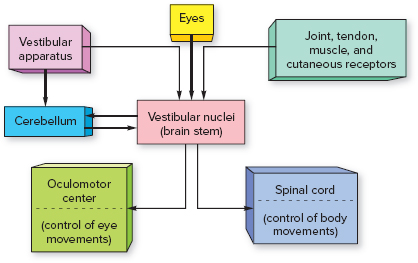 Eyes
Vestibular
apparatus
Joint, tendon,
muscle, and
cutaneous receptors
Cerebellum
Vestibular nuclei
(brain stem)
Oculomotor
center
(control of eye
movements)
Spinal cord
(control of body
movements)